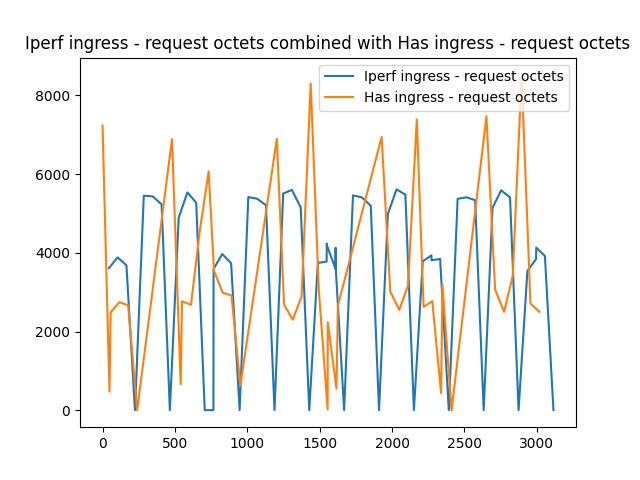 Iperf ingress - request octets combined with Has ingress - request octets
Iperf ingress - request octets
Has ingress - request octets
8000
6000
4000
2000
0
0 500 1000 1500 2000 2500 3000